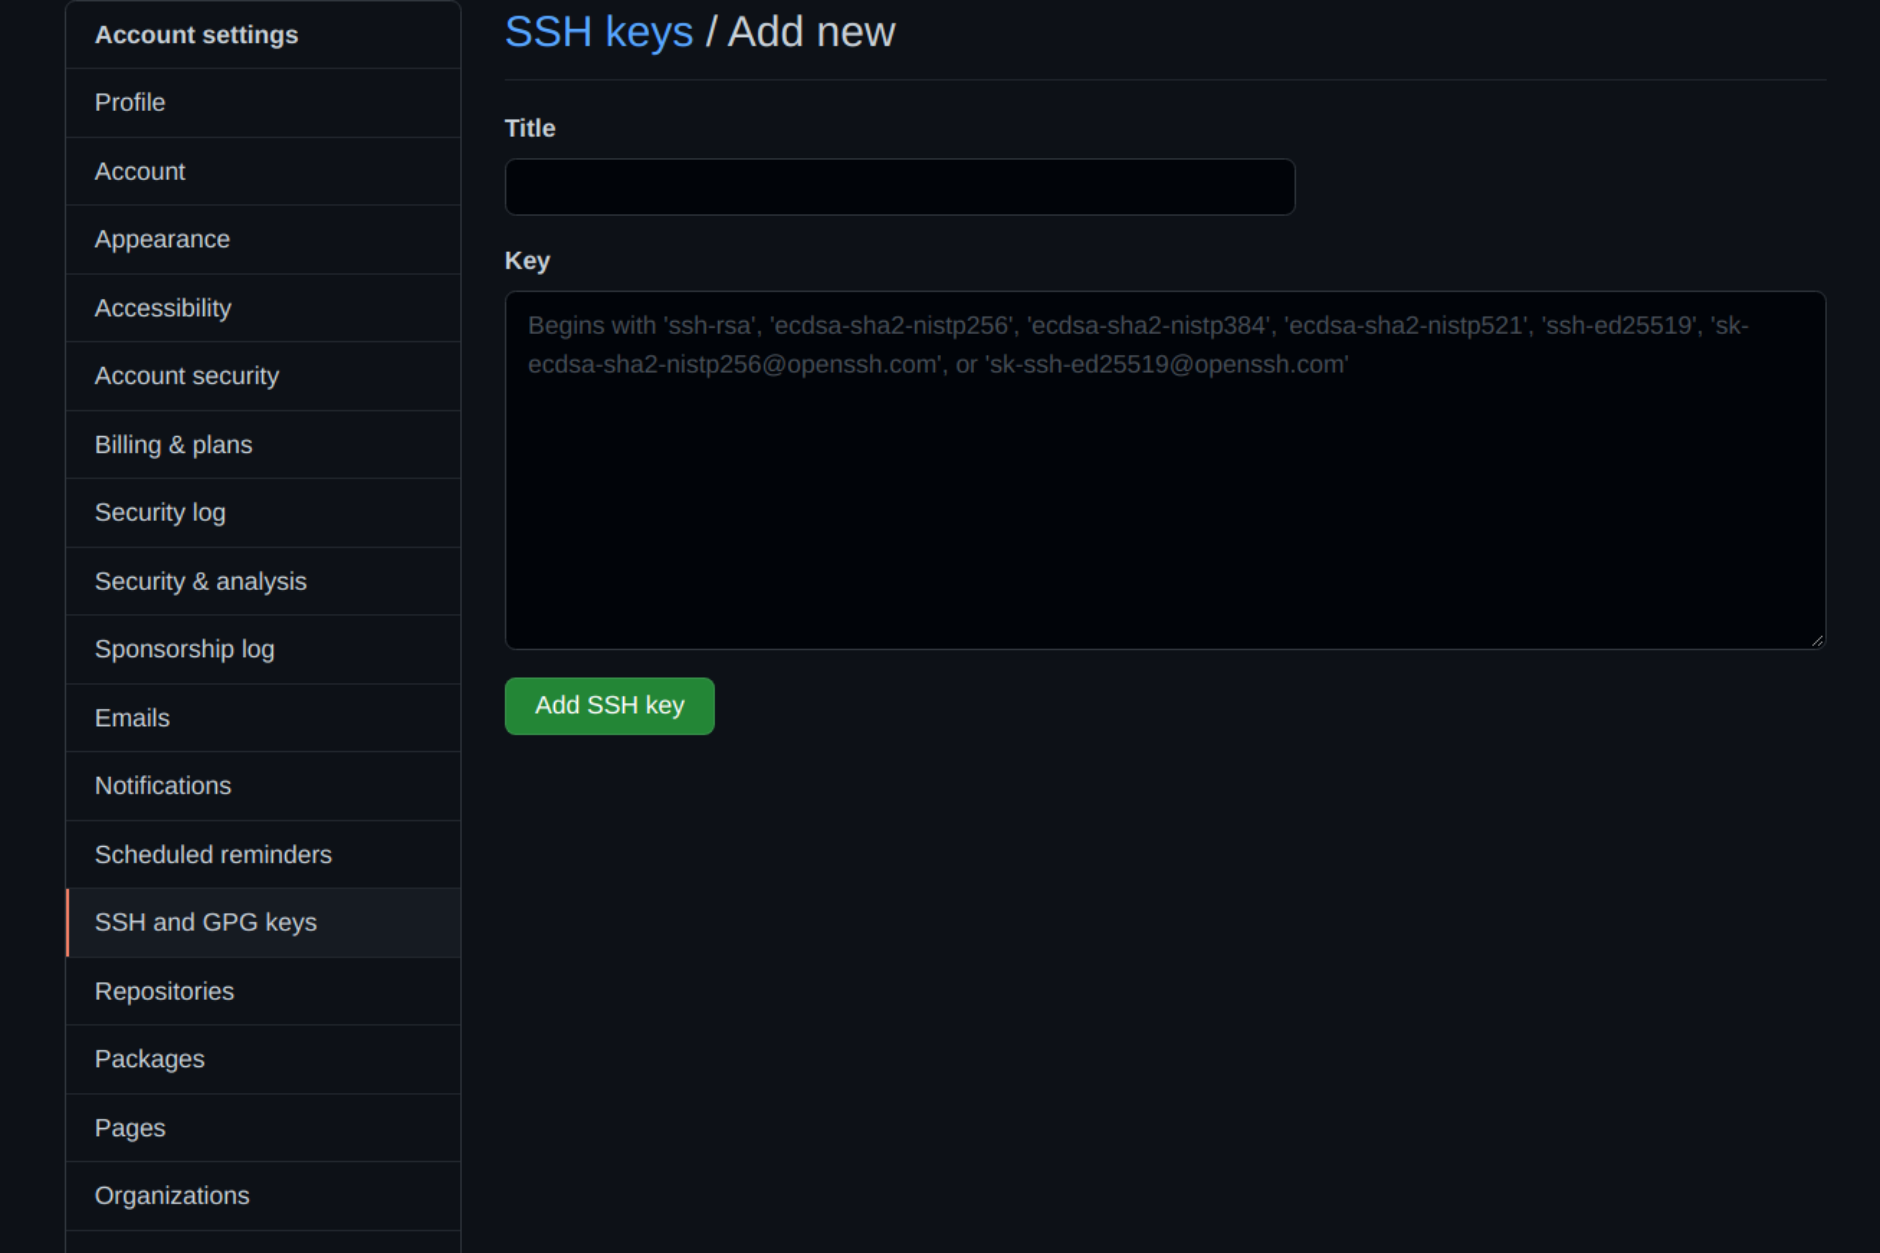 Account settings
Profile
Account
Appearance
Accessibility
Account security
Billing & plans
Security log
Security & analysis
Sponsorship log
Emails
Notifications
Scheduled reminders
SSH and GPG keys
Repositories
Packages
Pages
Organizations
SSH keys / Add new
Title
Key
Begins with 'ssh-rsa', 'ecdsa-sha2-nistp256', 'ecdsa-sha2-nistp384', 'ecdsa-sha2-nistp521', 'ssh-ed25519', 'sk-
ecdsa-sha2-nistp256@openssh.com', or 'sk-ssh-ed25519@openssh.com'
Add SSH key